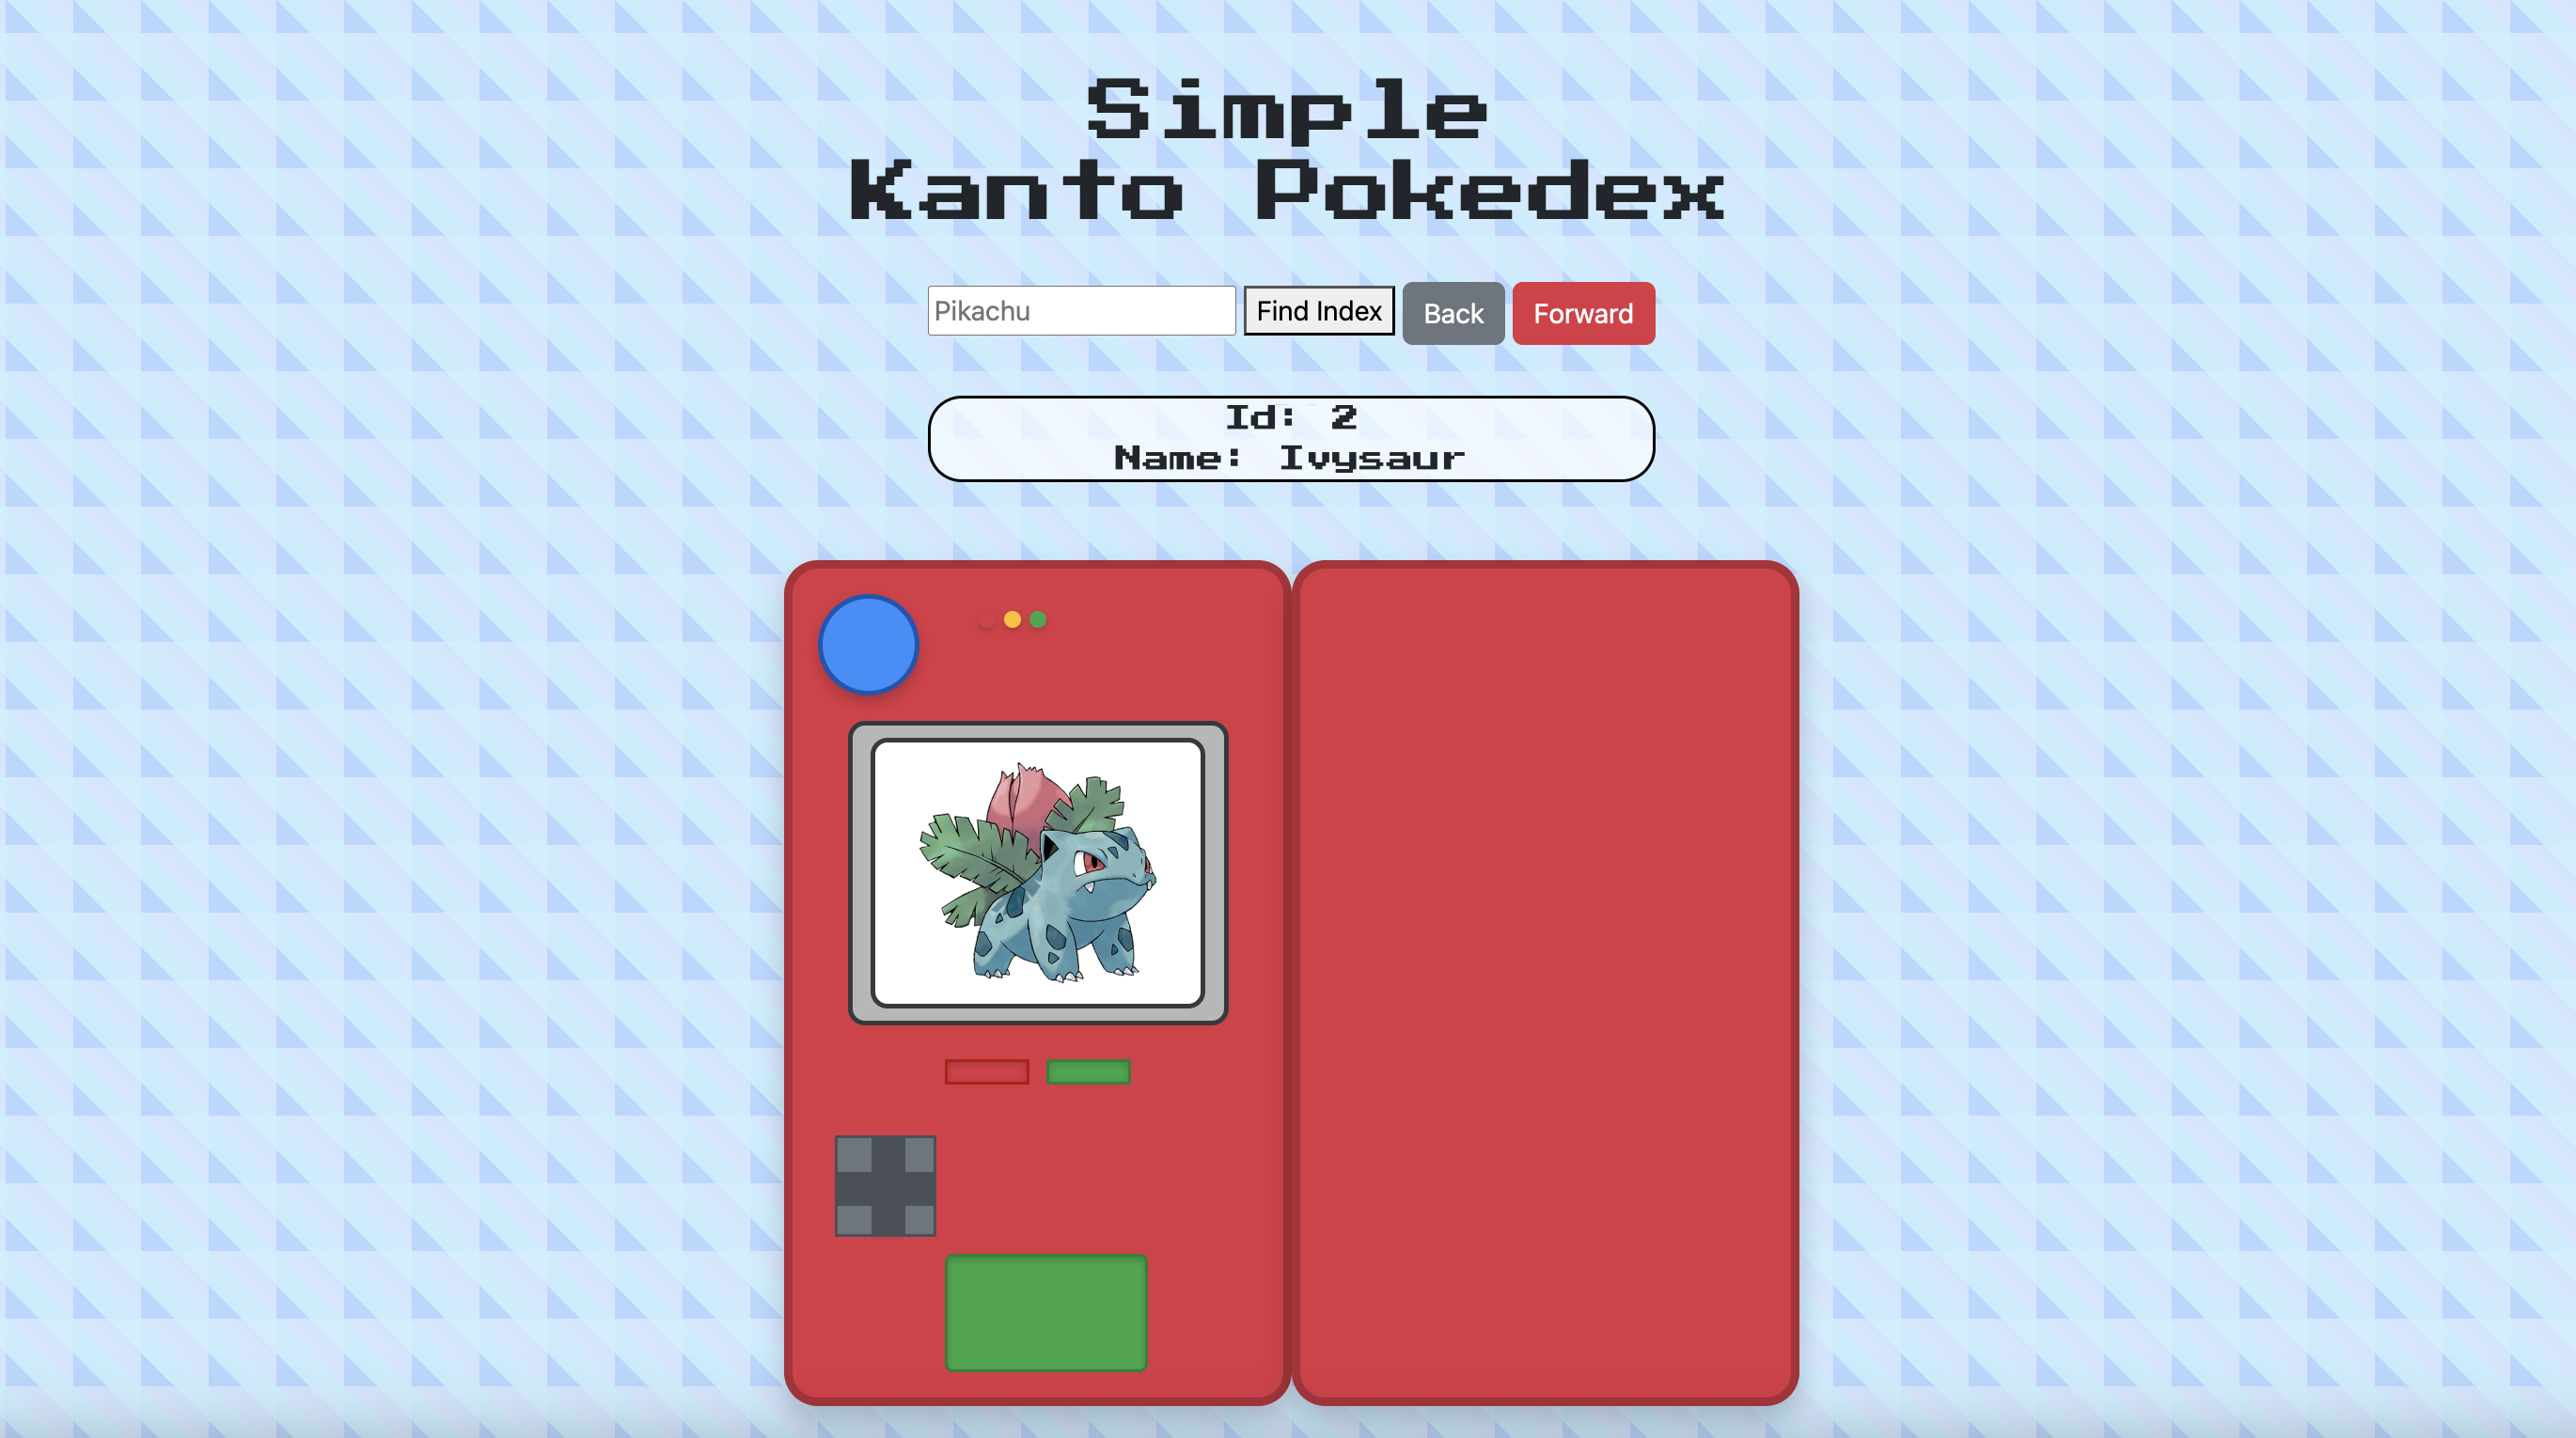 Simple
Kanto Pokedex
Pikachu Find Index Back Forward
Id: 2
Name: Ivysaur